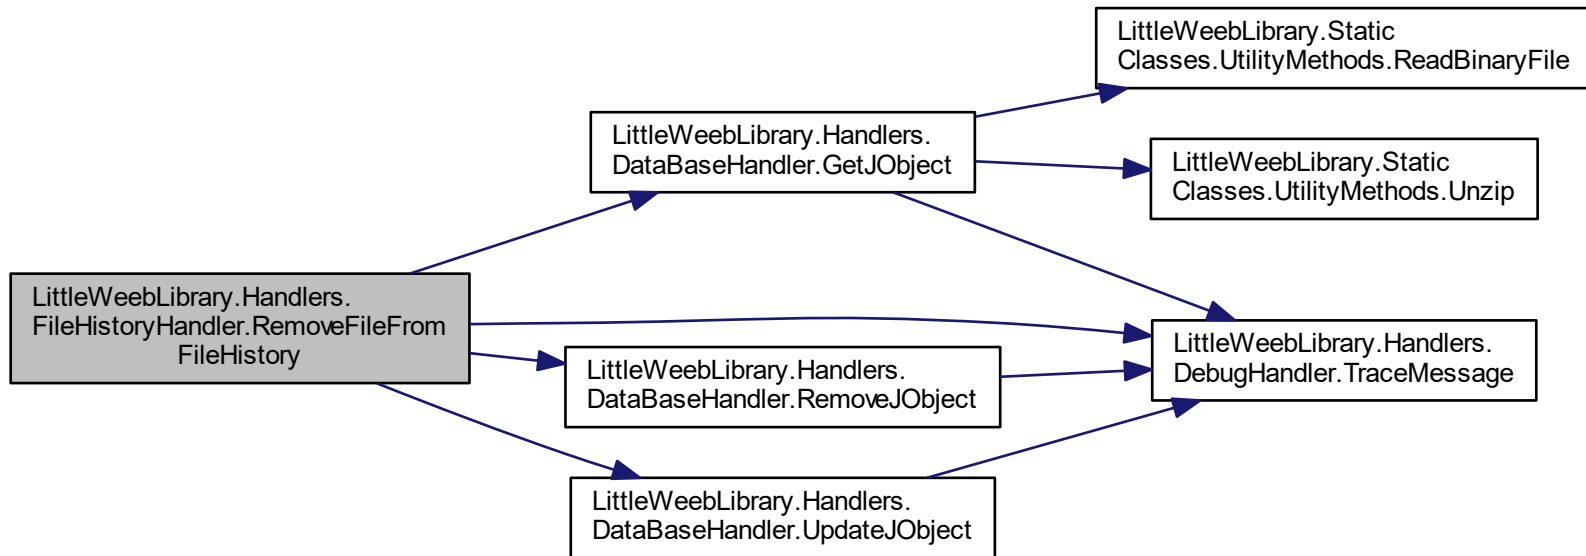 LittleWeebLibrary.Static
Classes.UtilityMethods.ReadBinaryFile
LittleWeebLibrary.Handlers.
DataBaseHandler.GetJObject
LittleWeebLibrary.Static
Classes.UtilityMethods.Unzip
LittleWeebLibrary.Handlers.
FileHistoryHandler.RemoveFileFrom
FileHistory
LittleWeebLibrary.Handlers.
DebugHandler.TraceMessage
LittleWeebLibrary.Handlers.
DataBaseHandler.RemoveJObject
LittleWeebLibrary.Handlers.
DataBaseHandler.UpdateJObject